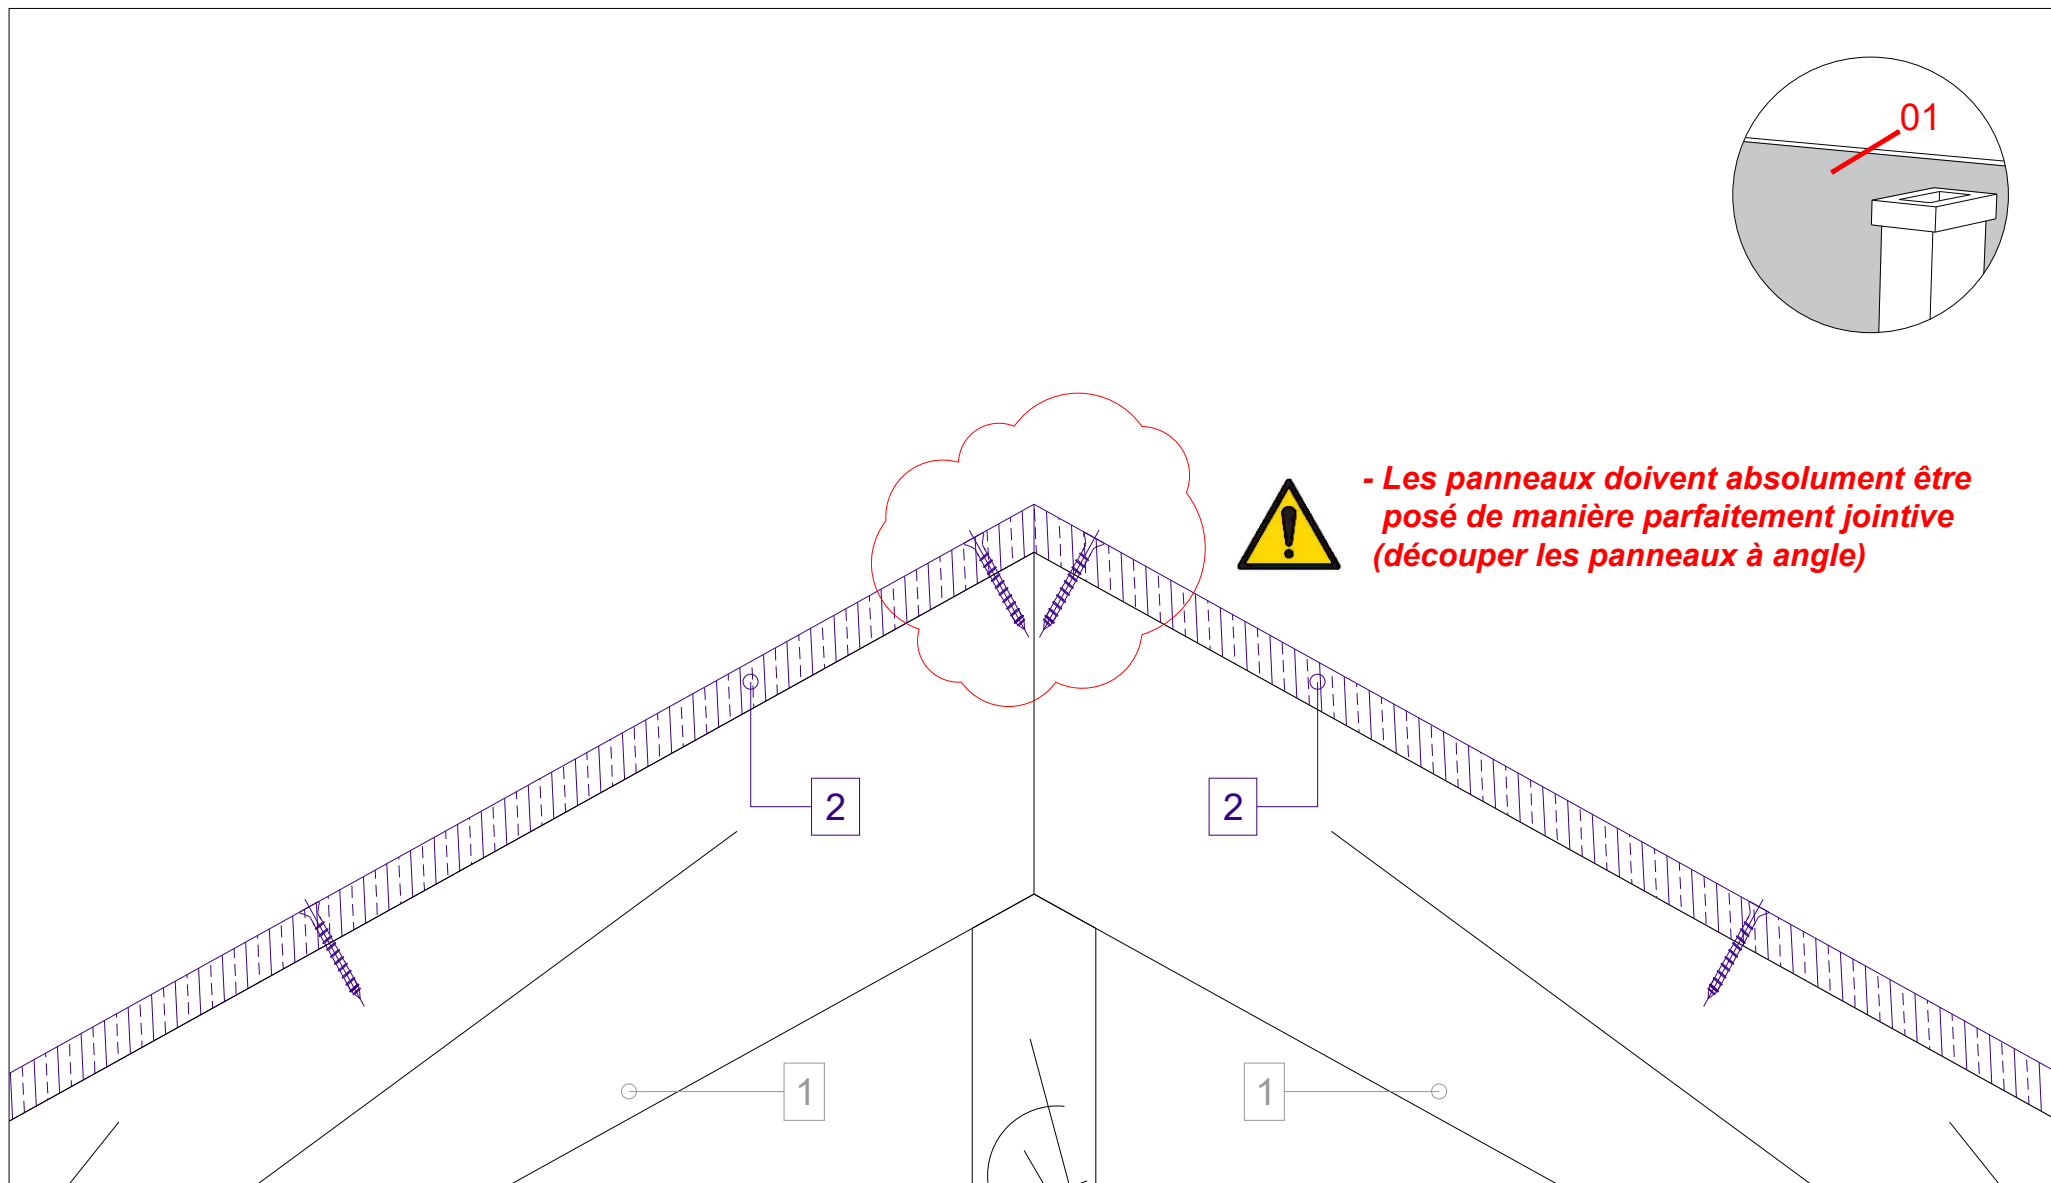 01
- Les panneaux doivent absolument être
posé de manière parfaitement jointive
(découper les panneaux à angle)
2
2
1
1